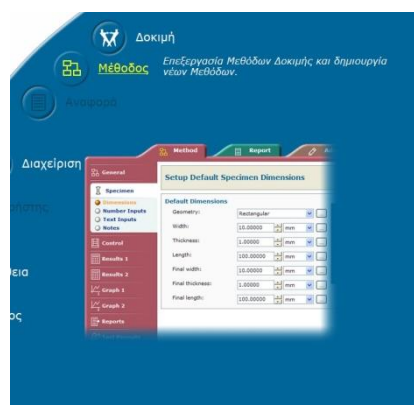 Δοκιμή
Μέθοδος
Επεξεργασία Μεθόδων Δοκιμής και δημιουργία
νέων Μεθόδων.
Αναφορά
Διαχείριση
Method
Report
General
Setup Default Specimen Dimensions
Specimen
Dimensions
Number Inputs
Text Inputs
Notes
Default Dimensions
Geometry: Rectangular
Width: 10.00000 mm
Thickness: 1.00000 mm
Length: 100.00000 mm
Final width: 10.00000 mm
Final thickness: 1.00000 mm
Final length: 100.00000 mm
Control
Results 1
Results 2
Graph 1
Graph 2
Reports